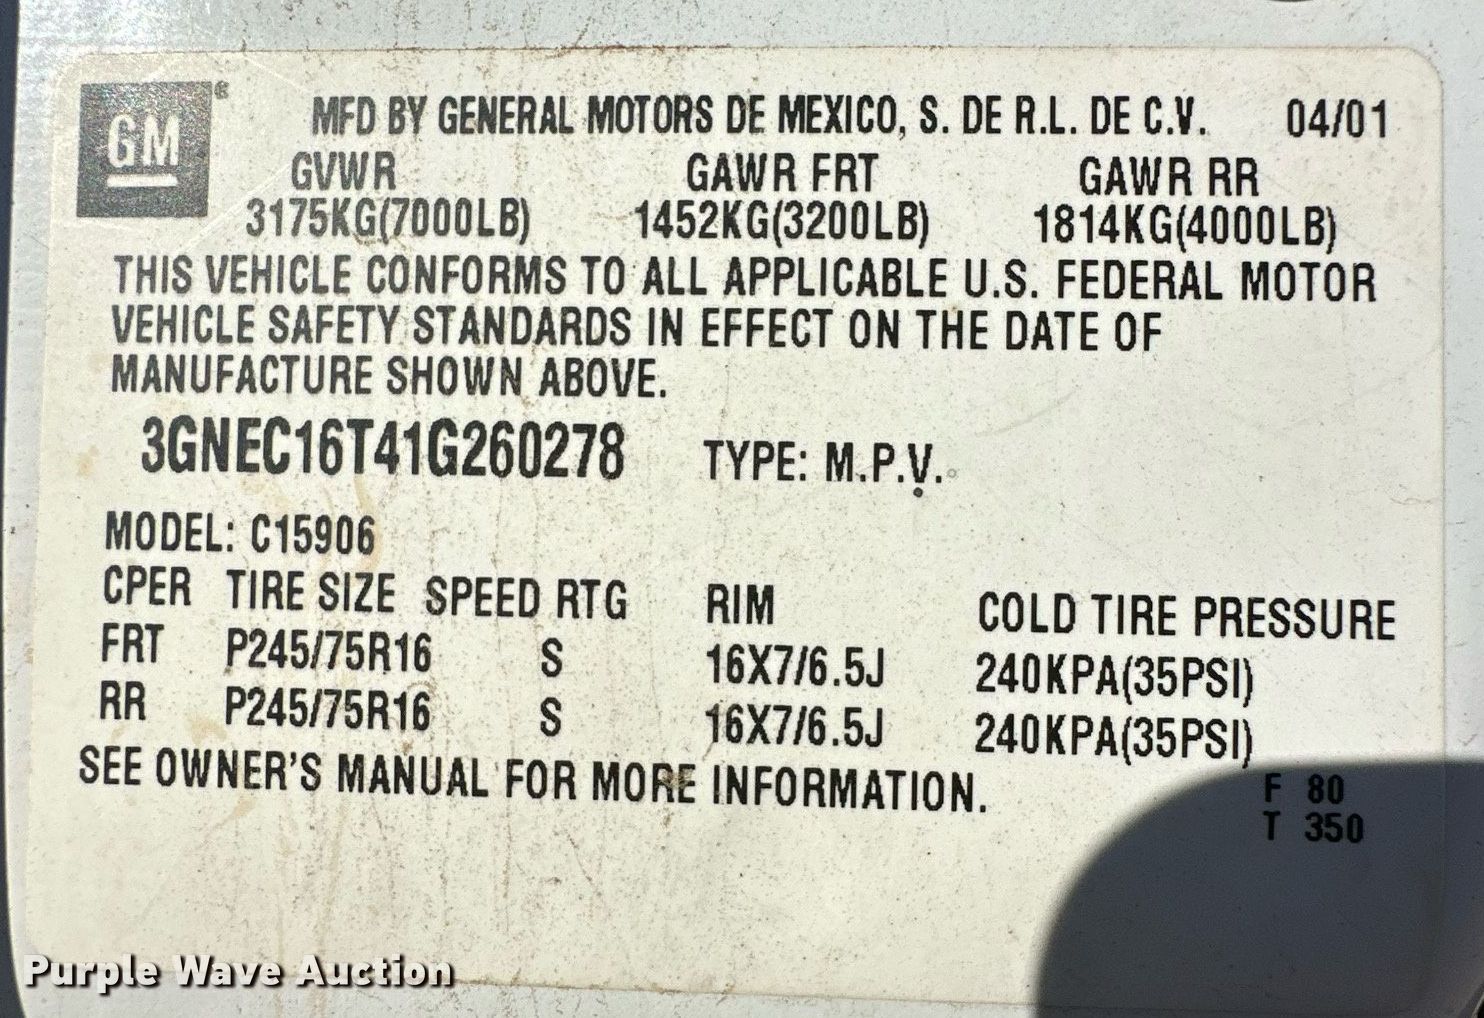 GM®
MFD BY GENERAL MOTORS DE MEXICO, S. DE R.L. DE C.V. 04/01
GVWR GAWR FRT GAWR RR
3175KG(7000LB) 1452KG(3200LB) 1814KG(4000LB)
THIS VEHICLE CONFORMS TO ALL APPLICABLE U.S. FEDERAL MOTOR
VEHICLE SAFETY STANDARDS IN EFFECT ON THE DATE OF
MANUFACTURE SHOWN ABOVE.
3GNEC16T41G260278 TYPE: M.P.V.
MODEL: C15906
CPER TIRE SIZE SPEED RTG RIM COLD TIRE PRESSURE
FRT P245/75R16 S 16X7/6.5J 240KPA(35PSI)
RR P245/75R16 S 16X7/6.5J 240KPA(35PSI)
SEE OWNER'S MANUAL FOR MORE INFORMATION.
F 80
T 350
Purple Wave Auction